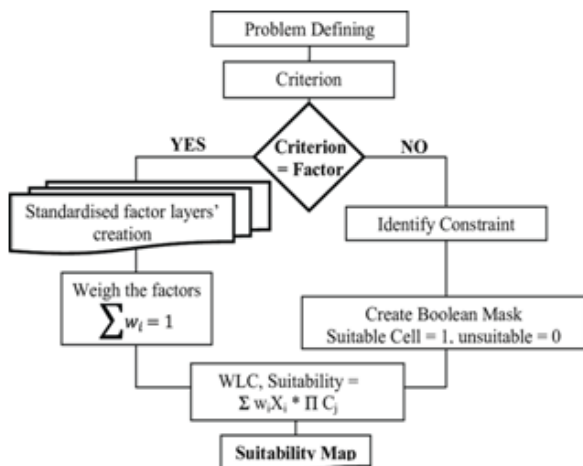 Problem Defining
Criterion
YES
Criterion
= Factor
NO
Standardised factor layers'
creation
Identify Constraint
Weigh the factors
∑ wᵢ = 1
Create Boolean Mask
Suitable Cell = 1, unsuitable = 0
WLC, Suitability =
Σ wᵢXᵢ * Π Cⱼ
Suitability Map